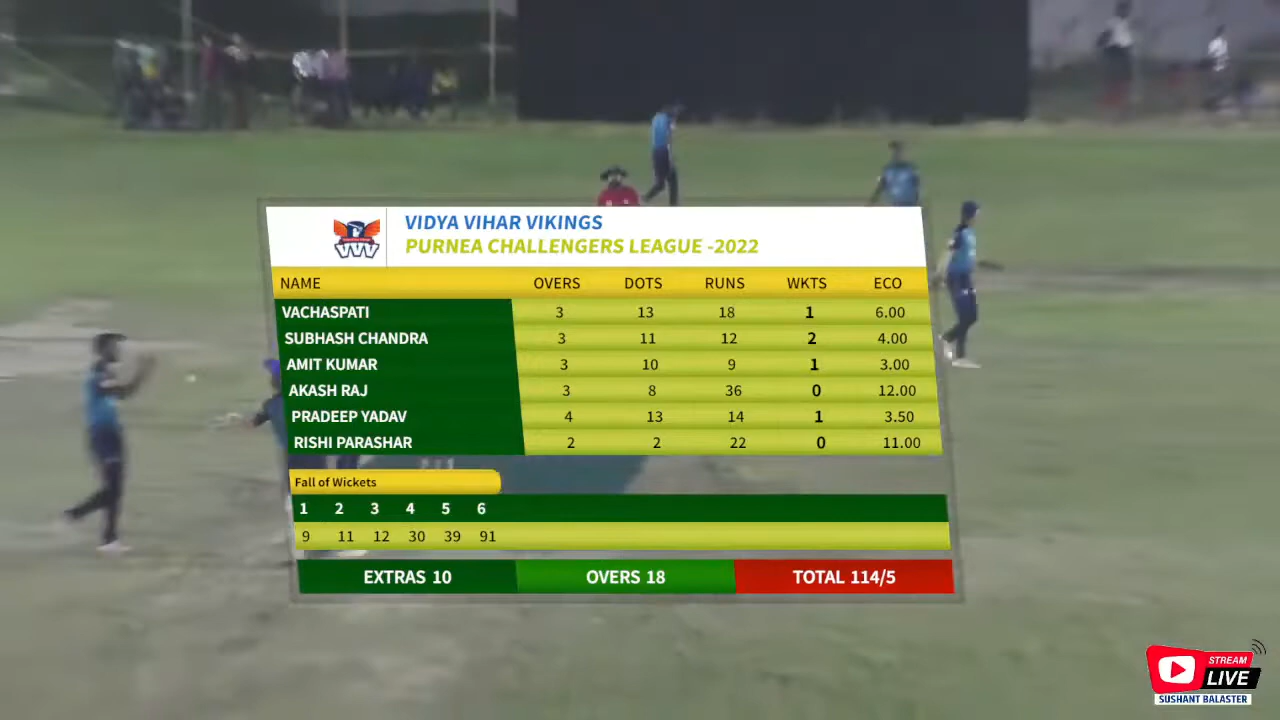 VIDYA VIHAR VIKINGS
PURNEA CHALLENGERS LEAGUE -2022
VVV
NAME OVERS DOTS RUNS WKTS ECO
VACHASPATI 3 13 18 1 6.00
SUBHASH CHANDRA 3 11 12 2 4.00
AMIT KUMAR 3 10 9 1 3.00
AKASH RAJ 3 8 36 0 12.00
PRADEEP YADAV 4 13 14 1 3.50
RISHI PARASHAR 2 2 22 0 11.00
Fall of Wickets
1 2 3 4 5 6
9 11 12 30 39 91
EXTRAS 10 OVERS 18 TOTAL 114/5
STREAM
LIVE
SUSHANT BALASTER